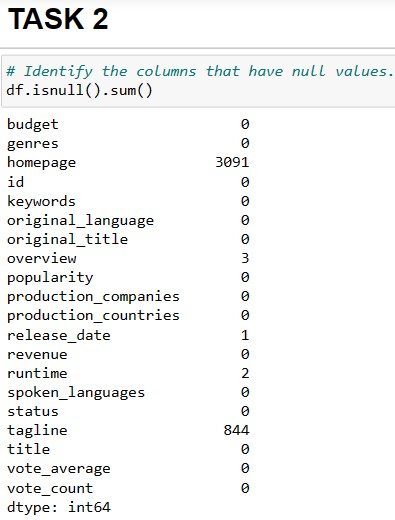 TASK 2
# Identify the columns that have null values.
df.isnull().sum()
budget 0
genres 0
homepage 3091
id 0
keywords 0
original_language 0
original_title 0
overview 3
popularity 0
production_companies 0
production_countries 0
release_date 1
revenue 0
runtime 2
spoken_languages 0
status 0
tagline 844
title 0
vote_average 0
vote_count 0
dtype: int64